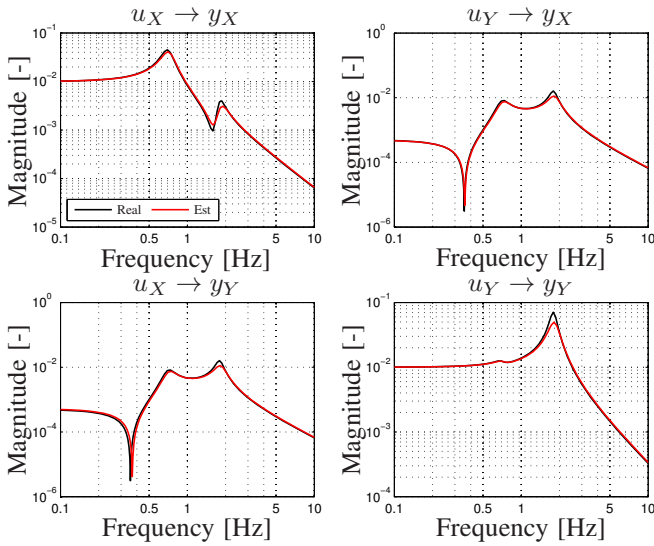 $u_X \to y_X$
Magnitude [-]
10^{-1}
10^{-2}
10^{-3}
10^{-4}
10^{-5}
Real Est
0.1 0.5 1 5 10
Frequency [Hz]
$u_Y \to y_X$
Magnitude [-]
10^{0}
10^{-2}
10^{-4}
10^{-6}
0.1 0.5 1 5 10
Frequency [Hz]
$u_X \to y_Y$
Magnitude [-]
10^{0}
10^{-2}
10^{-4}
10^{-6}
0.1 0.5 1 5 10
Frequency [Hz]
$u_Y \to y_Y$
Magnitude [-]
10^{-1}
10^{-2}
10^{-3}
10^{-4}
0.1 0.5 1 5 10
Frequency [Hz]